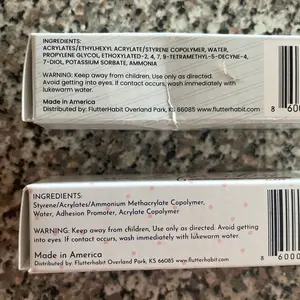 INGREDIENTS:
ACRYLATES/ETHYLHEXYL ACRYLATE/STYRENE COPOLYMER, WATER,
PROPYLENE GLYCOL, ETHOXYLATED-2, 4, 7, 9-TETRAMETHYL-5-DECYNE-4,
7-DIOL, POTASSIUM SORBATE, AMMONIA
WARNING: Keep away from children, Use only as directed.
Avoid getting into eyes. If contact occurs, wash immediately with
lukewarm water.
Made in America
Distributed by: FlutterHabit Overland Park, KS 66085 www.flutterhabit.com
8 600
INGREDIENTS:
Styrene/Acrylates/Ammonium Methacrylate Copolymer,
Water, Adhesion Promoter, Acrylate Copolymer
WARNING: Keep away from children, Use only as directed. Avoid getting
into eyes. If contact occurs, wash immediately with lukewarm water
Made in America
Distributed by: FlutterHabit Overland Park, KS 66085 www.flutterhabit.com
8 6000